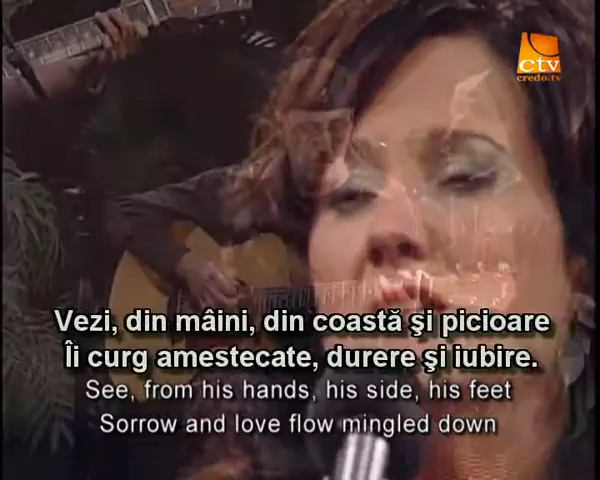 ctv
credo.tv
Vezi, din mâini, din coastă şi picioare
Îi curg amestecate, durere şi iubire.
See, from his hands, his side, his feet
Sorrow and love flow mingled down